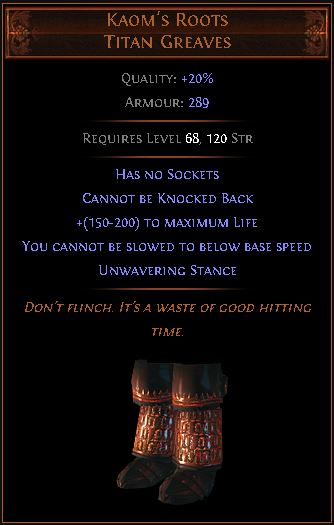 Kaom's Roots
Titan Greaves
Quality: +20%
Armour: 289
Requires Level 68, 120 Str
Has no Sockets
Cannot be Knocked Back
+(150-200) to maximum Life
You cannot be slowed to below base speed
Unwavering Stance
Don't flinch. It's a waste of good hitting
time.